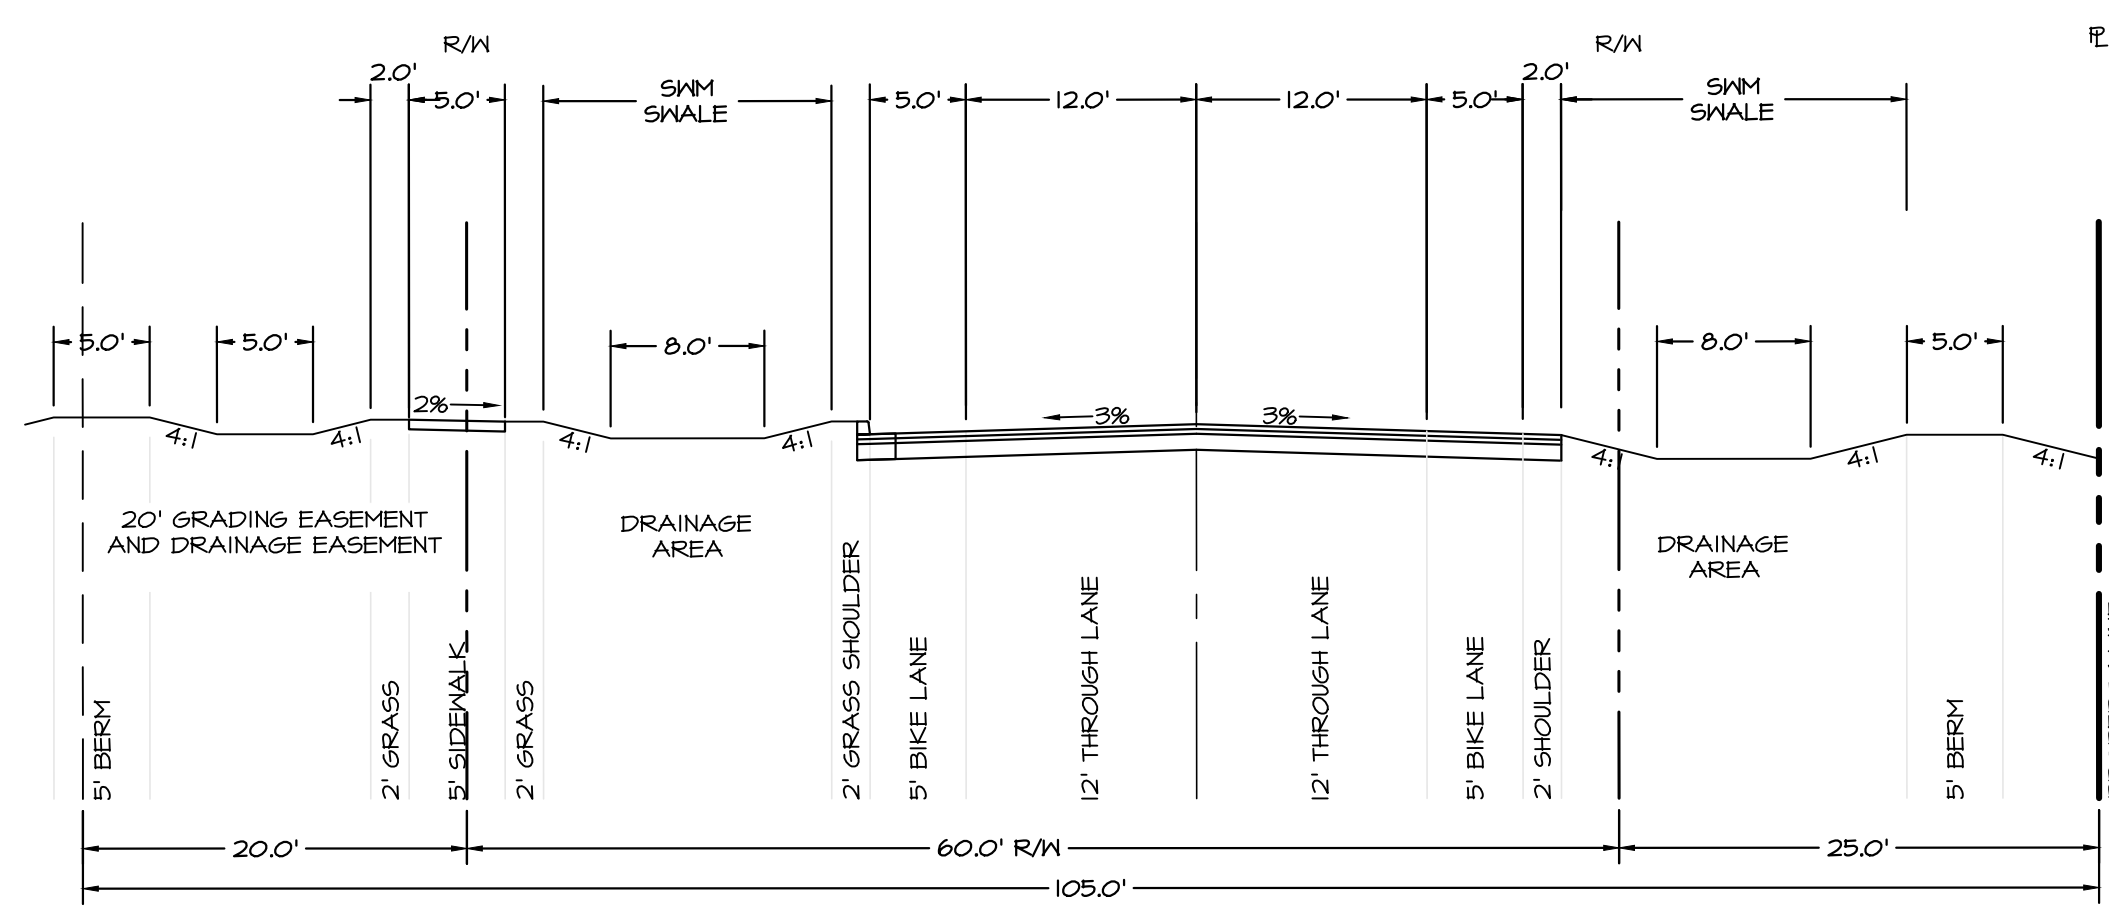 R/W
R/W
PL
2.0'
2.0'
5.0'
SWM
SWALE
5.0'
12.0'
12.0'
5.0'
SWM
SWALE
5.0'
5.0'
8.0'
8.0'
5.0'
2%
3%
3%
4:1
4:1
4:1
4:1
4:1
4:1
4:1
20' GRADING EASEMENT
AND DRAINAGE EASEMENT
DRAINAGE
AREA
DRAINAGE
AREA
5' BERM
2' GRASS
5' SIDEWALK
2' GRASS
2' GRASS SHOULDER
5' BIKE LANE
12' THROUGH LANE
12' THROUGH LANE
5' BIKE LANE
2' SHOULDER
5' BERM
20.0'
60.0' R/W
25.0'
105.0'